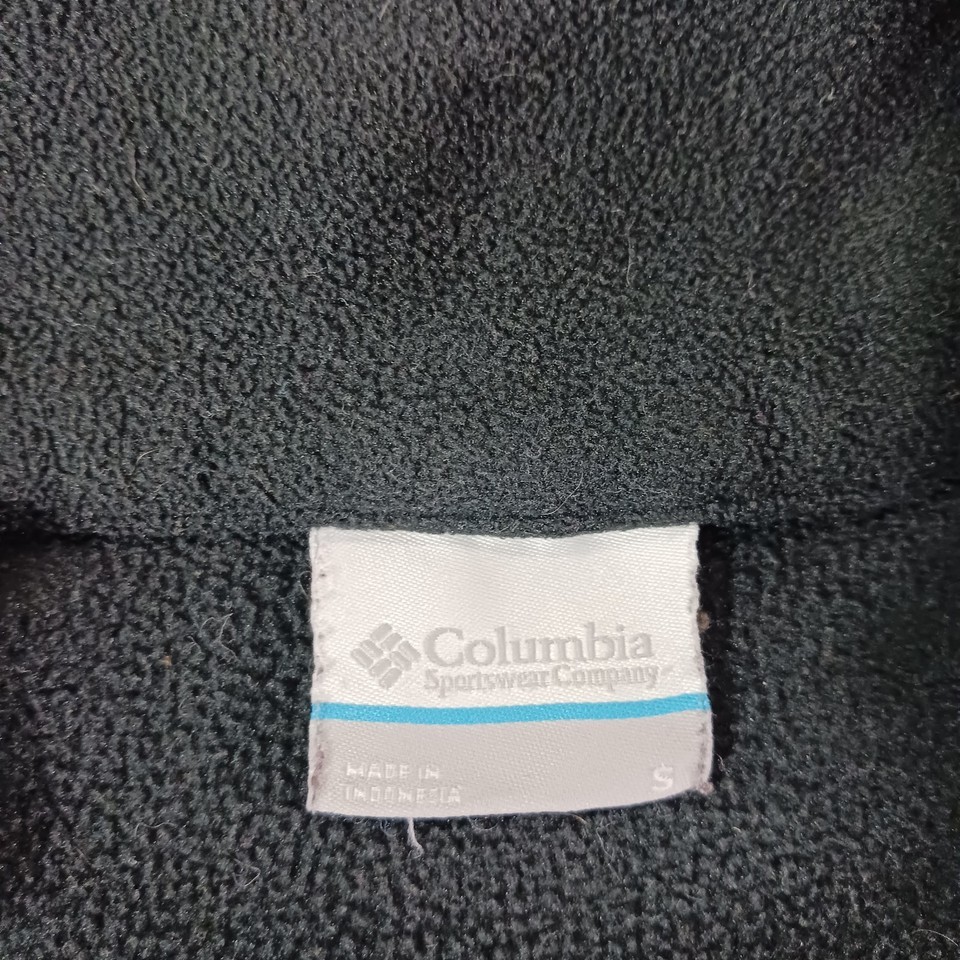 Columbia
Sportswear Company
MADE IN
INDONESIA
S